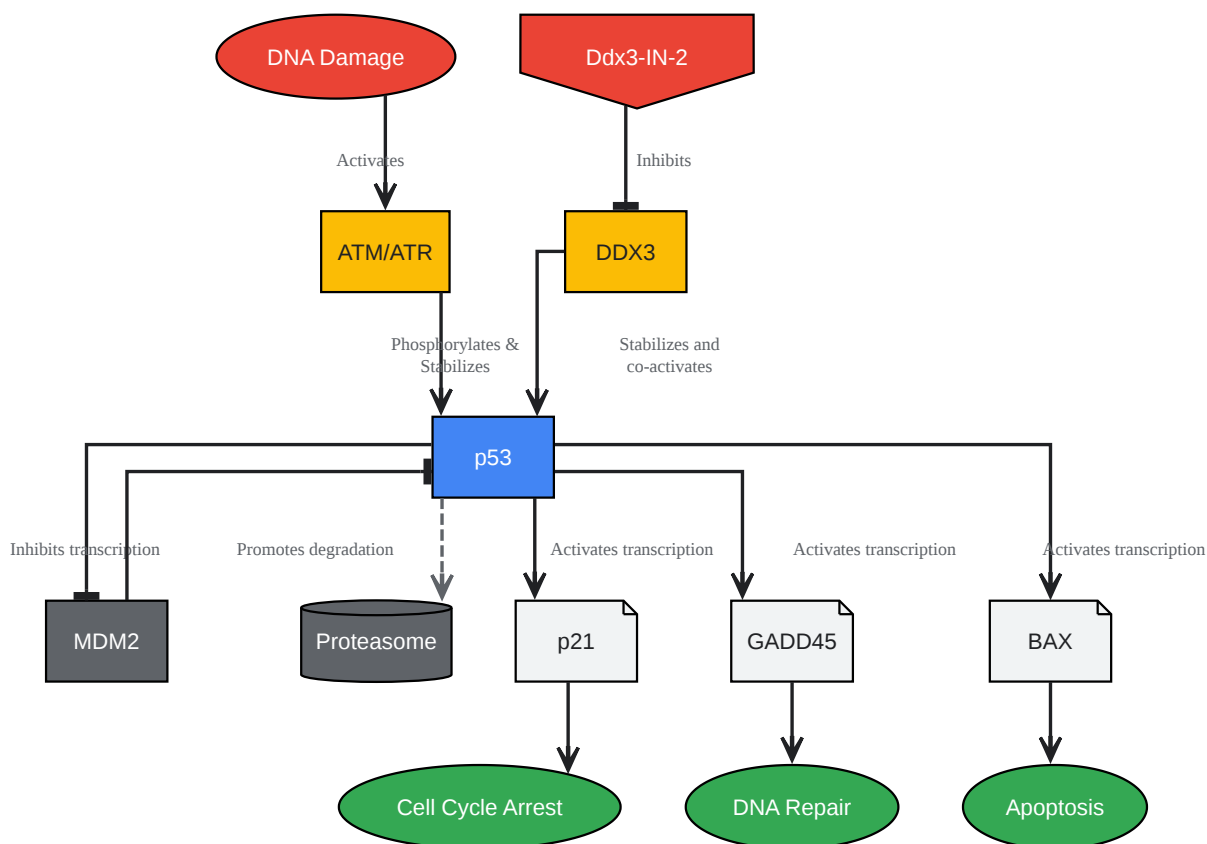 DNA Damage
Ddx3-IN-2
Activates
Inhibits
ATM/ATR
DDX3
Phosphorylates &
Stabilizes
Stabilizes and
co-activates
p53
Inhibits transcription
Promotes degradation
Activates transcription
Activates transcription
Activates transcription
MDM2
Proteasome
p21
GADD45
BAX
Cell Cycle Arrest
DNA Repair
Apoptosis